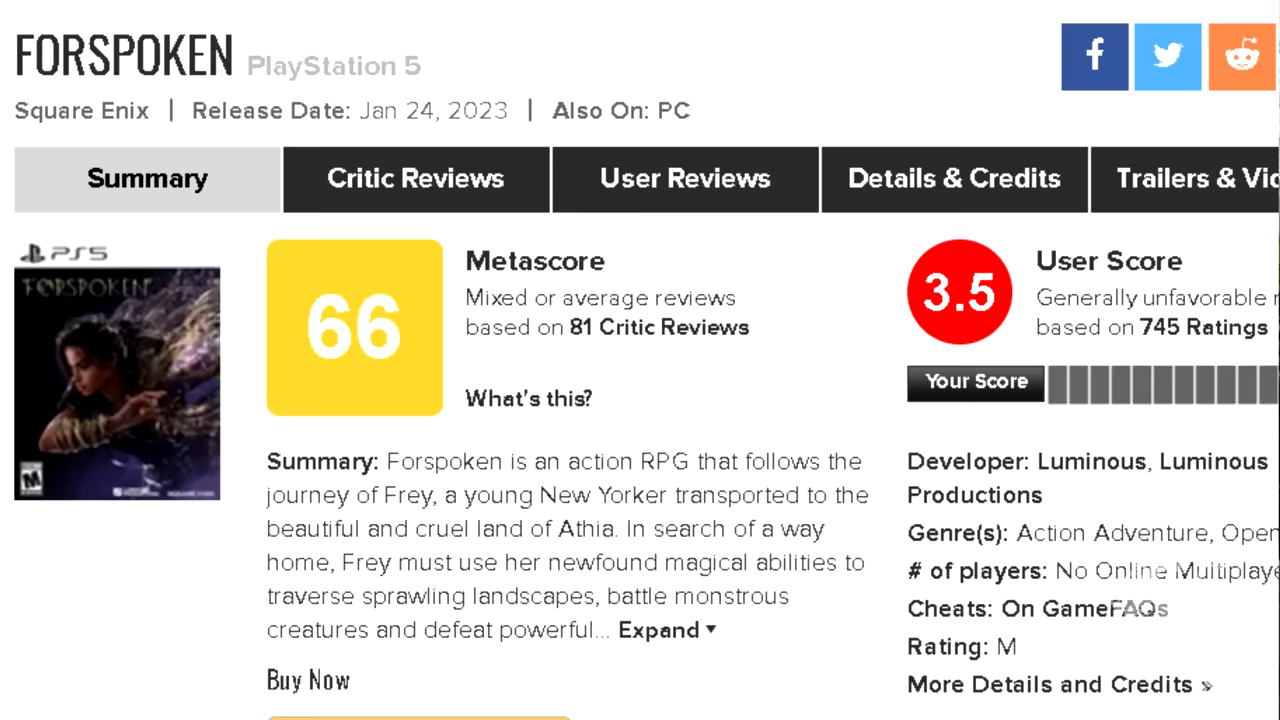 FORSPOKEN PlayStation 5
Square Enix | Release Date: Jan 24, 2023 | Also On: PC
Summary Critic Reviews User Reviews Details & Credits Trailers &
PS5
FORSPOKEN
M
66
Metascore
Mixed or average reviews
based on 81 Critic Reviews
What's this?
3.5
User Score
Generally unfavorable
based on 745 Ratings
Your Score
Summary: Forspoken is an action RPG that follows the
journey of Frey, a young New Yorker transported to the
beautiful and cruel land of Athia. In search of a way
home, Frey must use her newfound magical abilities to
traverse sprawling landscapes, battle monstrous
creatures and defeat powerful... Expand ▼
Buy Now
Developer: Luminous, Luminous
Productions
Genre(s): Action Adventure, Open
# of players: No Online Multiplaye
Cheats: On GameFAQs
Rating: M
More Details and Credits »